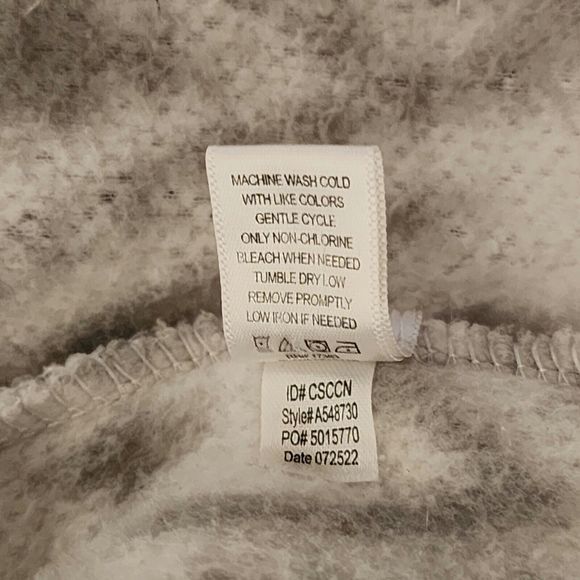 MACHINE WASH COLD
WITH LIKE COLORS
GENTLE CYCLE
ONLY NON-CHLORINE
BLEACH WHEN NEEDED
TUMBLE DRY LOW
REMOVE PROMPTLY
LOW IRON IF NEEDED
ID# CSCCN
Style# A548730
PO# 5015770
Date 072522